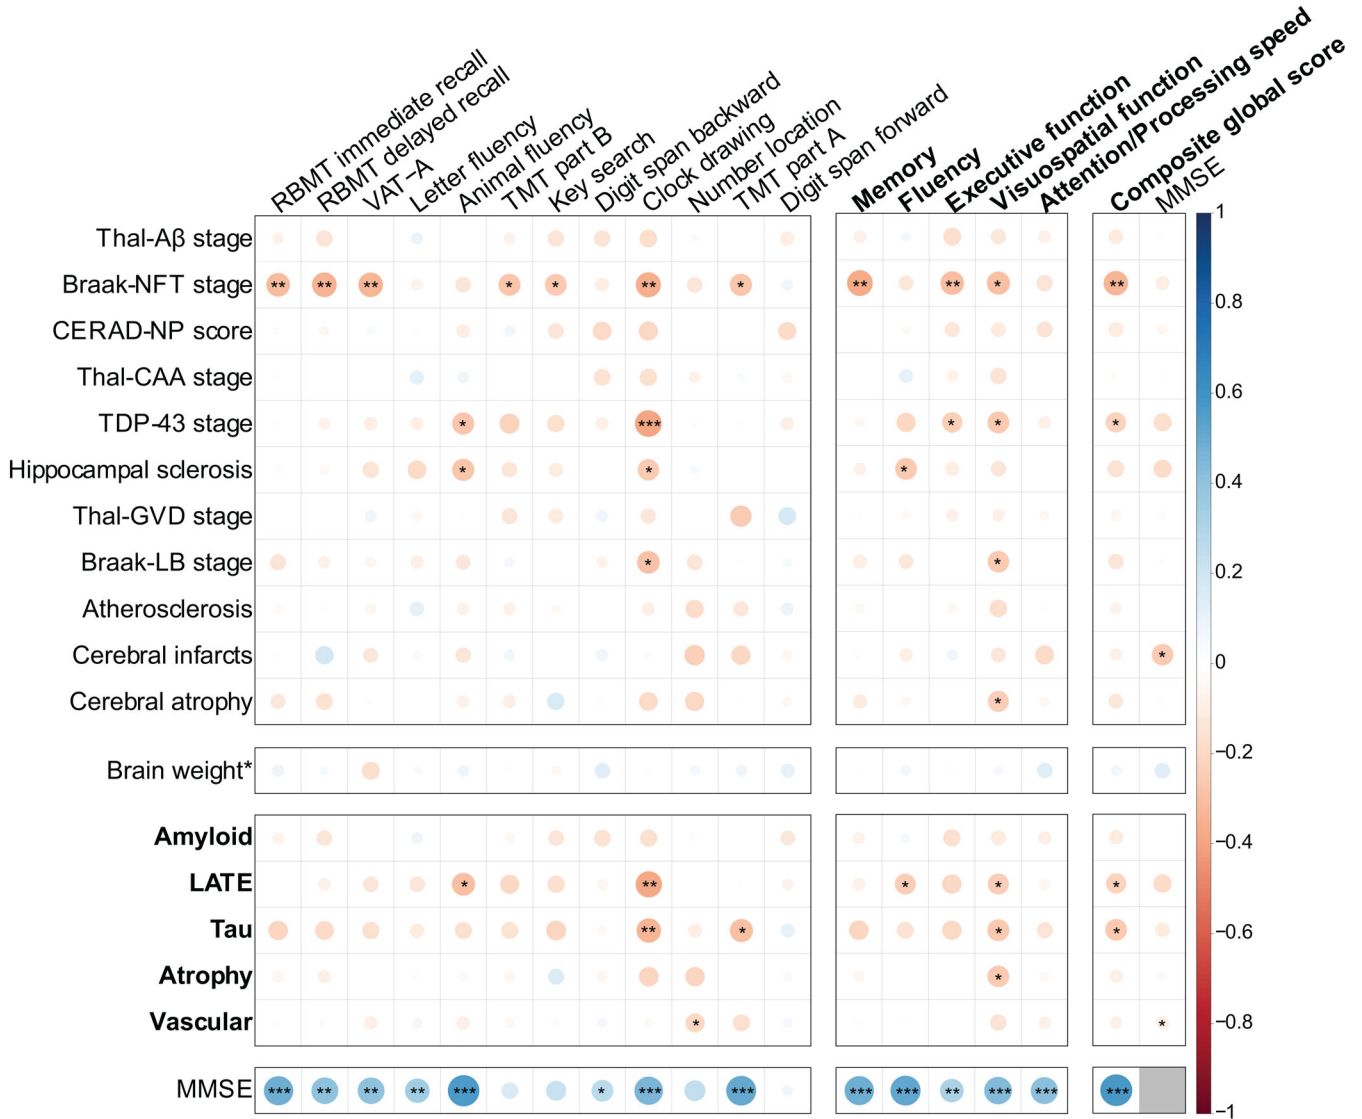 RBMT immediate recall
RBMT delayed recall
VAT-A
Letter fluency
Animal fluency
TMT part B
Key search
Digit span backward
Clock drawing
Number location
TMT part A
Digit span forward
Memory
Fluency
Executive function
Visuospatial function
Attention/Processing speed
Composite global score
MMSE
Thal-Aβ stage
Braak-NFT stage ** ** ** * * ** * ** ** * **
CERAD-NP score
Thal-CAA stage
TDP-43 stage * *** * * *
Hippocampal sclerosis * * *
Thal-GVD stage
Braak-LB stage * *
Atherosclerosis
Cerebral infarcts *
Cerebral atrophy *
Brain weight*
Amyloid
LATE * ** * * *
Tau ** * * *
Atrophy *
Vascular * *
MMSE *** ** ** ** *** * *** *** *** *** ** *** *** ***
1
0.8
0.6
0.4
0.2
0
−0.2
−0.4
−0.6
−0.8
−1